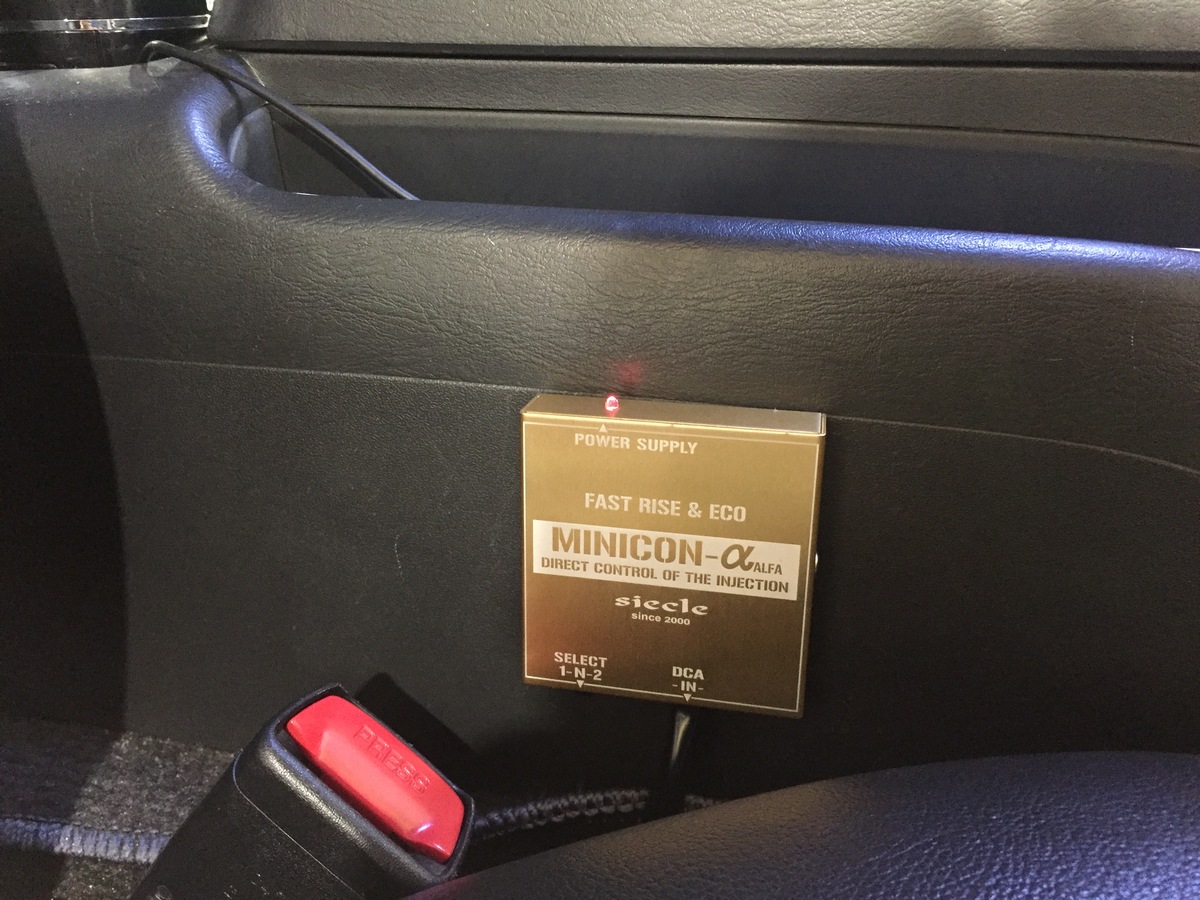 POWER SUPPLY
FAST RISE & ECO
MINICON-α ALFA
DIRECT CONTROL OF THE INJECTION
siecle
since 2000
SELECT
1-N-2
DCA
-IN-
PRESS